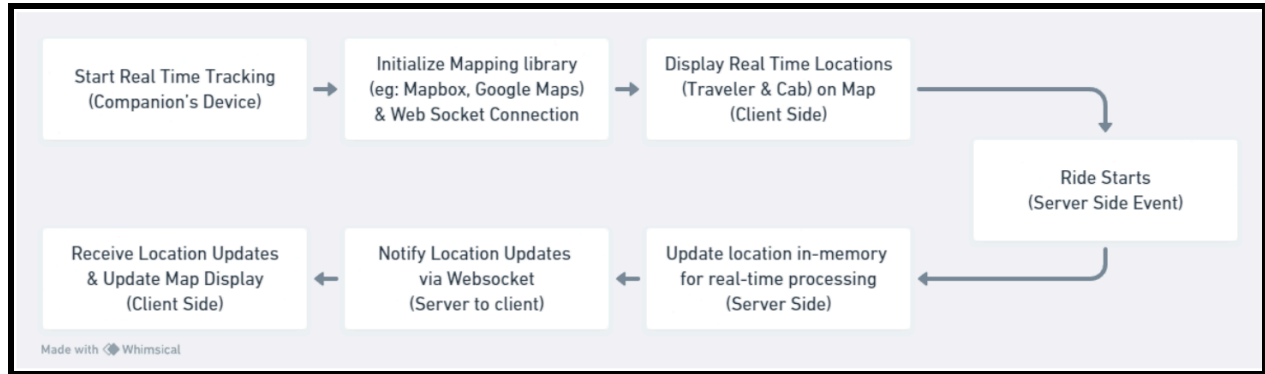 Start Real Time Tracking
(Companion's Device)
Initialize Mapping library
(eg: Mapbox, Google Maps)
& Web Socket Connection
Display Real Time Locations
(Traveler & Cab) on Map
(Client Side)
Ride Starts
(Server Side Event)
Update location in-memory
for real-time processing
(Server Side)
Notify Location Updates
via Websocket
(Server to client)
Receive Location Updates
& Update Map Display
(Client Side)
Made with Whimsical